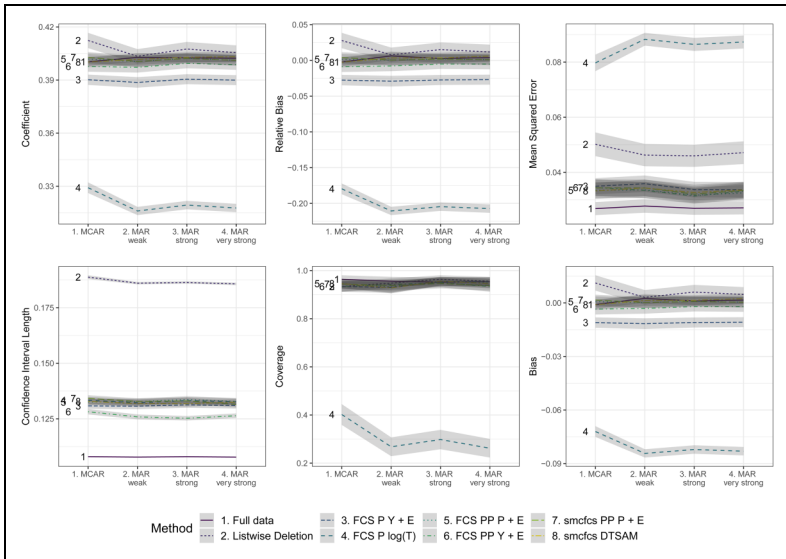 0.42
0.39
0.36
0.33
Coefficient
2
5 7
6 81
3
4
1. MCAR
2. MAR weak
3. MAR strong
4. MAR very strong
0.05
0.00
−0.05
−0.10
−0.15
−0.20
Relative Bias
2
5 7
6 81
3
4
1. MCAR
2. MAR weak
3. MAR strong
4. MAR very strong
0.08
0.06
0.04
Mean Squared Error
4
2
1
1. MCAR
2. MAR weak
3. MAR strong
4. MAR very strong
0.175
0.150
0.125
Confidence Interval Length
2
6
1
1. MCAR
2. MAR weak
3. MAR strong
4. MAR very strong
1.0
0.8
0.6
0.4
0.2
Coverage
1
4
1. MCAR
2. MAR weak
3. MAR strong
4. MAR very strong
0.00
−0.03
−0.06
−0.09
Bias
2
5 7
6 81
3
4
1. MCAR
2. MAR weak
3. MAR strong
4. MAR very strong
Method
1. Full data
2. Listwise Deletion
3. FCS P Y + E
4. FCS P log(T)
5. FCS PP P + E
6. FCS PP Y + E
7. smcfcs PP P + E
8. smcfcs DTSAM